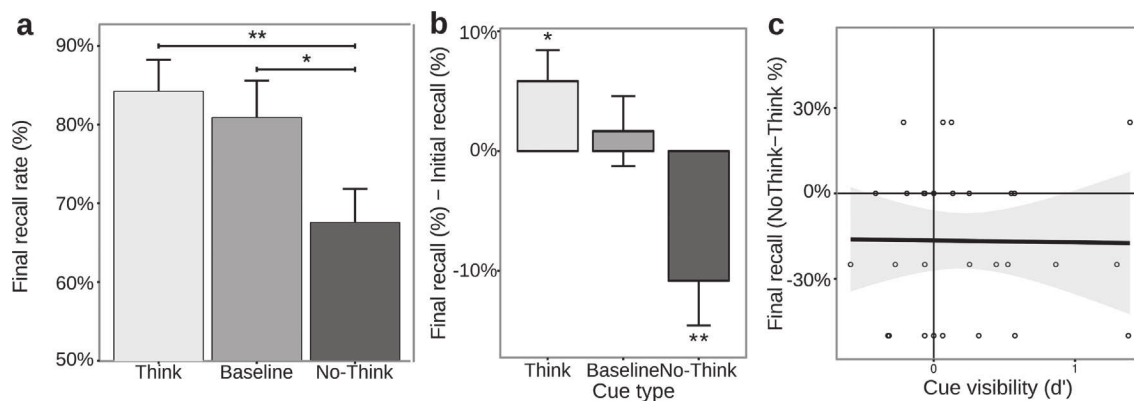 a
Final recall rate (%)
90%
80%
70%
60%
50%
**
*
Think
Baseline
No-Think
b
Final recall (%) − Initial recall (%)
10%
0%
-10%
*
**
Think
Baseline
No-Think
Cue type
c
Final recall (NoThink−Think %)
30%
0%
-30%
0
1
Cue visibility (d')